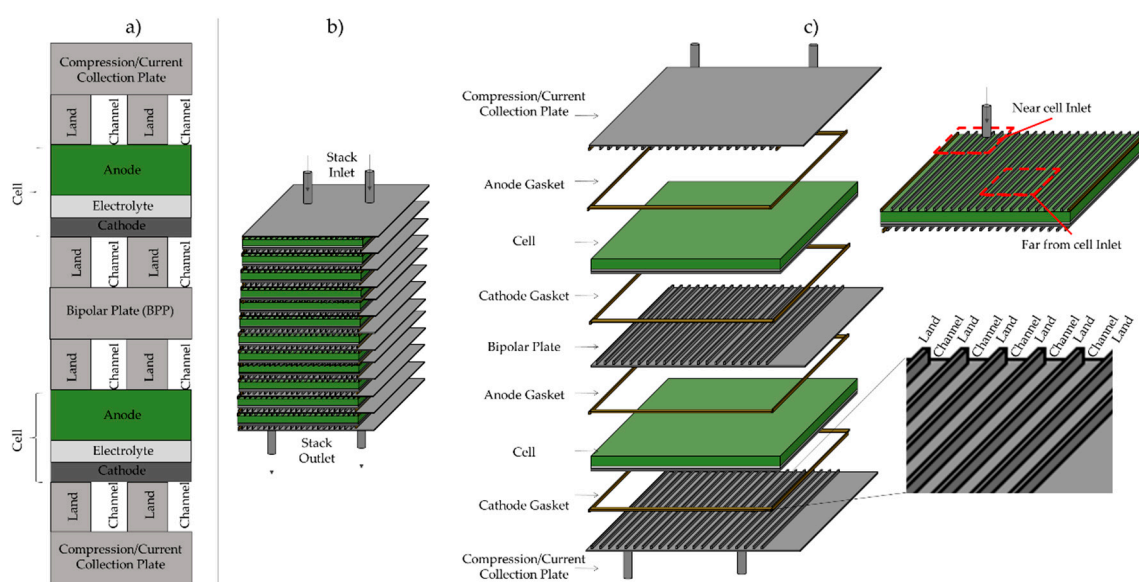 a)
Compression/Current
Collection Plate
Land
Channel
Land
Channel
Cell
Anode
Electrolyte
Cathode
Land
Channel
Land
Channel
Bipolar Plate (BPP)
Land
Channel
Land
Channel
Cell
Anode
Electrolyte
Cathode
Land
Channel
Land
Channel
Compression/Current
Collection Plate
b)
Stack
Inlet
Stack
Outlet
c)
Compression/Current
Collection Plate
Anode Gasket
Cell
Cathode Gasket
Bipolar Plate
Anode Gasket
Cell
Cathode Gasket
Compression/Current
Collection Plate
Near cell Inlet
Far from cell Inlet
Land
Channel
Land
Channel
Land
Channel
Land
Channel
Land
Channel
Land